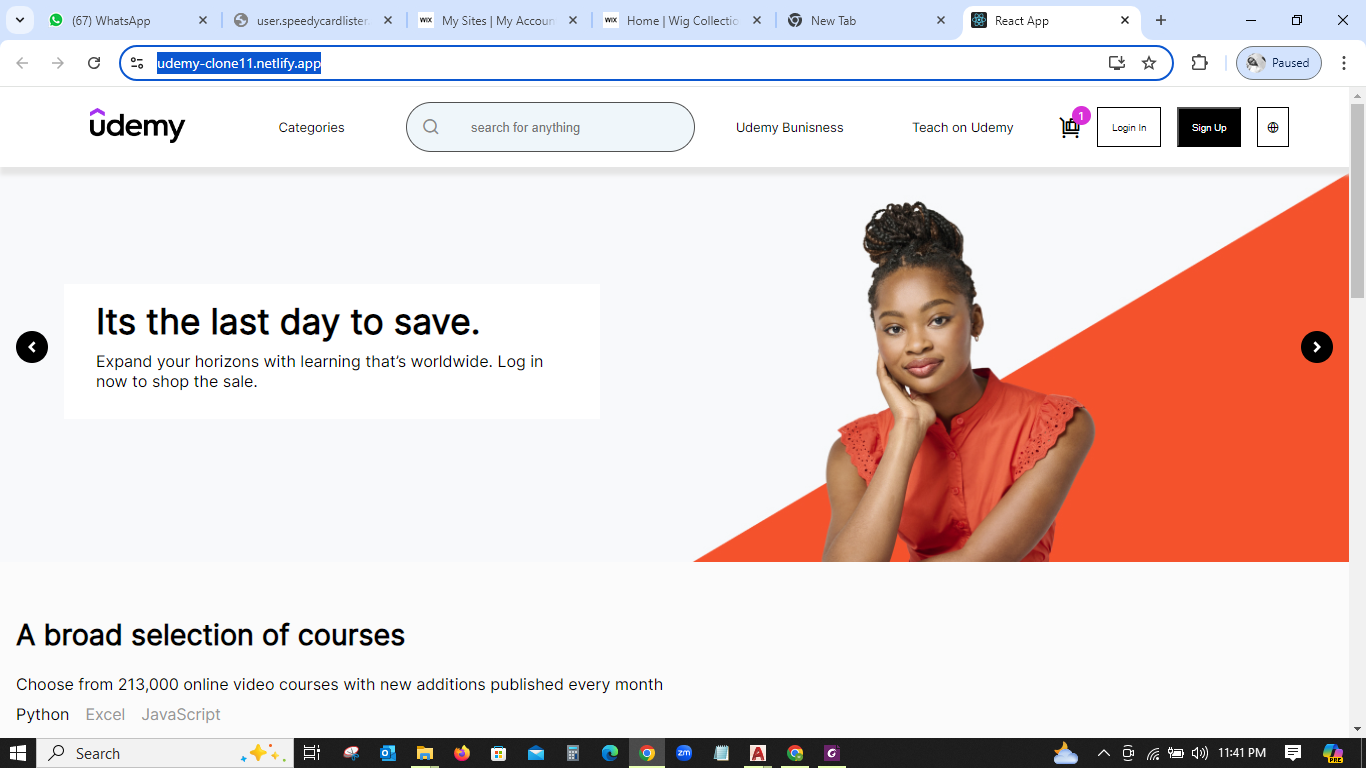 (67) WhatsApp
user.speedycardlister.
My Sites | My Accoun
Home | Wig Collectio
New Tab
React App
udemy-clone11.netlify.app
Paused
udemy
Categories
search for anything
Udemy Bunisness
Teach on Udemy
1
Login In
Sign Up
Its the last day to save.
Expand your horizons with learning that’s worldwide. Log in
now to shop the sale.
A broad selection of courses
Choose from 213,000 online video courses with new additions published every month
Python Excel JavaScript
Search
11:41 PM